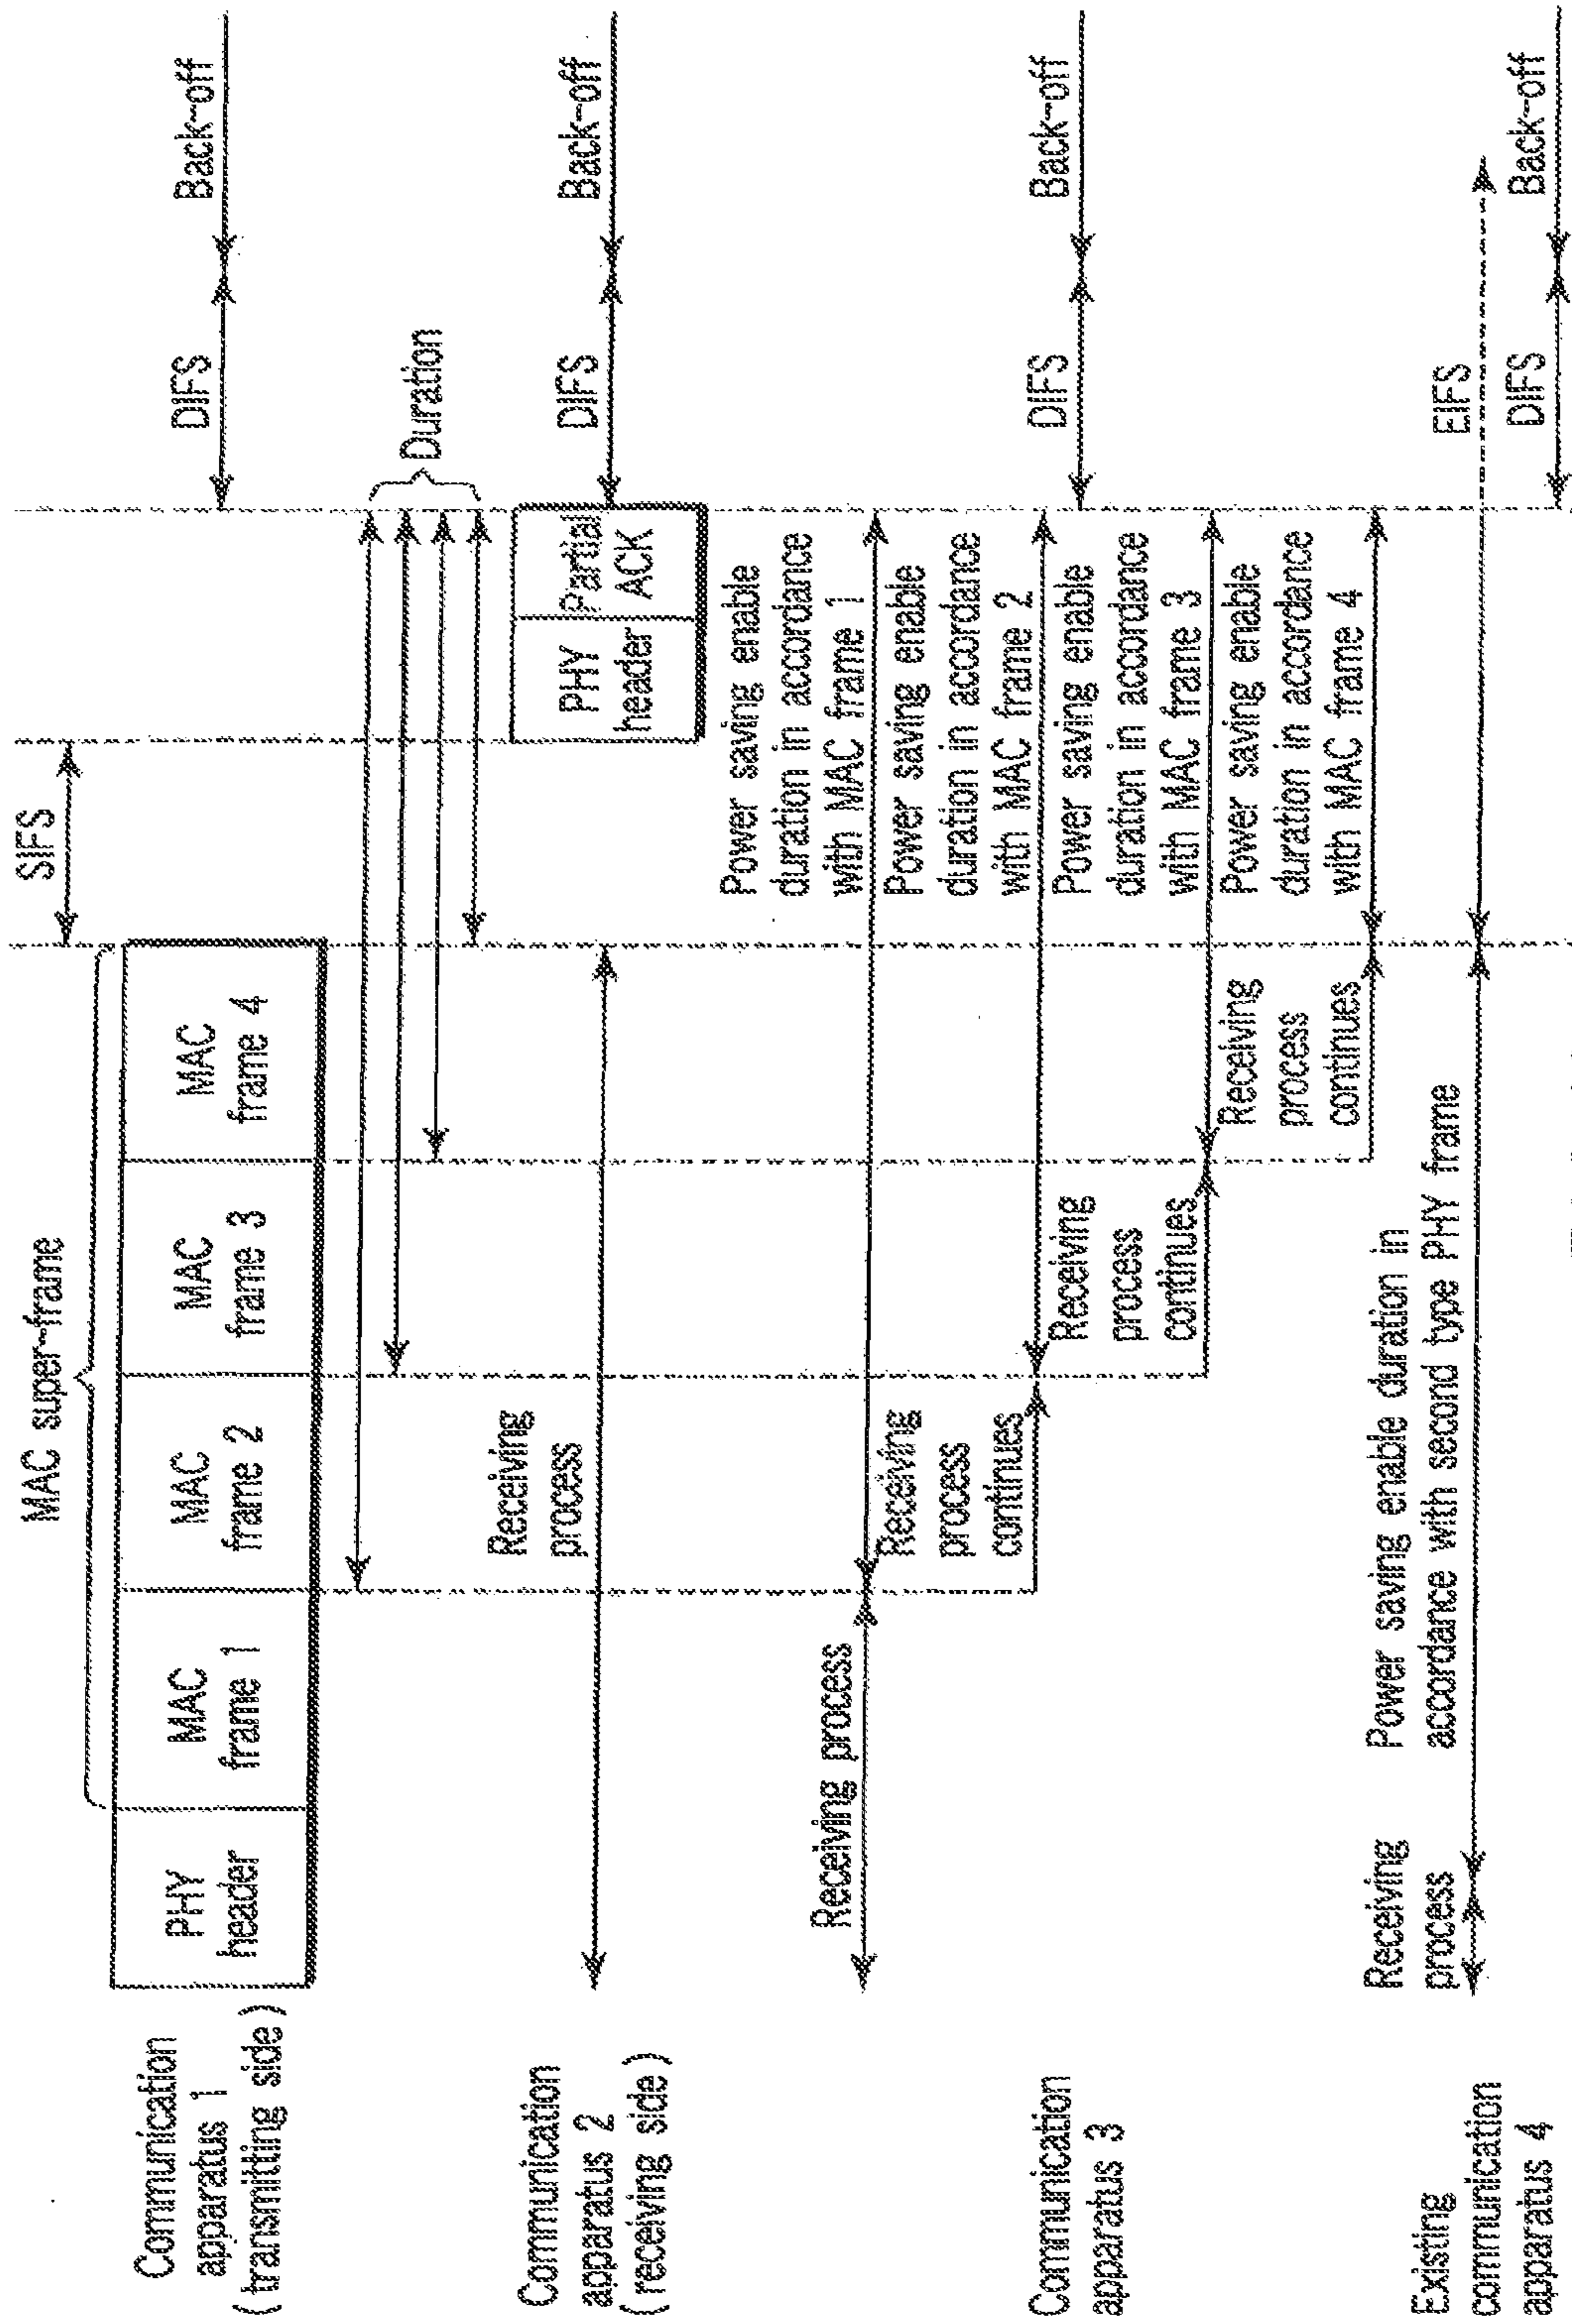 MAC super-frame
SIFS
Communication
apparatus 1
( transmitting side )
PHY
header
MAC
frame 1
MAC
frame 2
MAC
frame 3
MAC
frame 4
DIFS
Back-off
Duration
Communication
apparatus 2
( receiving side )
Receiving
process
PHY
header
Partial
ACK
DIFS
Back-off
Communication
apparatus 3
Receiving process
Power saving enable
duration in accordance
with MAC frame 1
Receiving
process
continues
Power saving enable
duration in accordance
with MAC frame 2
Receiving
process
continues
Power saving enable
duration in accordance
with MAC frame 3
Receiving
process
continues
Power saving enable
duration in accordance
with MAC frame 4
DIFS
Back-off
Existing
communication
apparatus 4
Receiving
process
Power saving enable duration in
accordance with second type PHY frame
EIFS
DIFS
Back-off